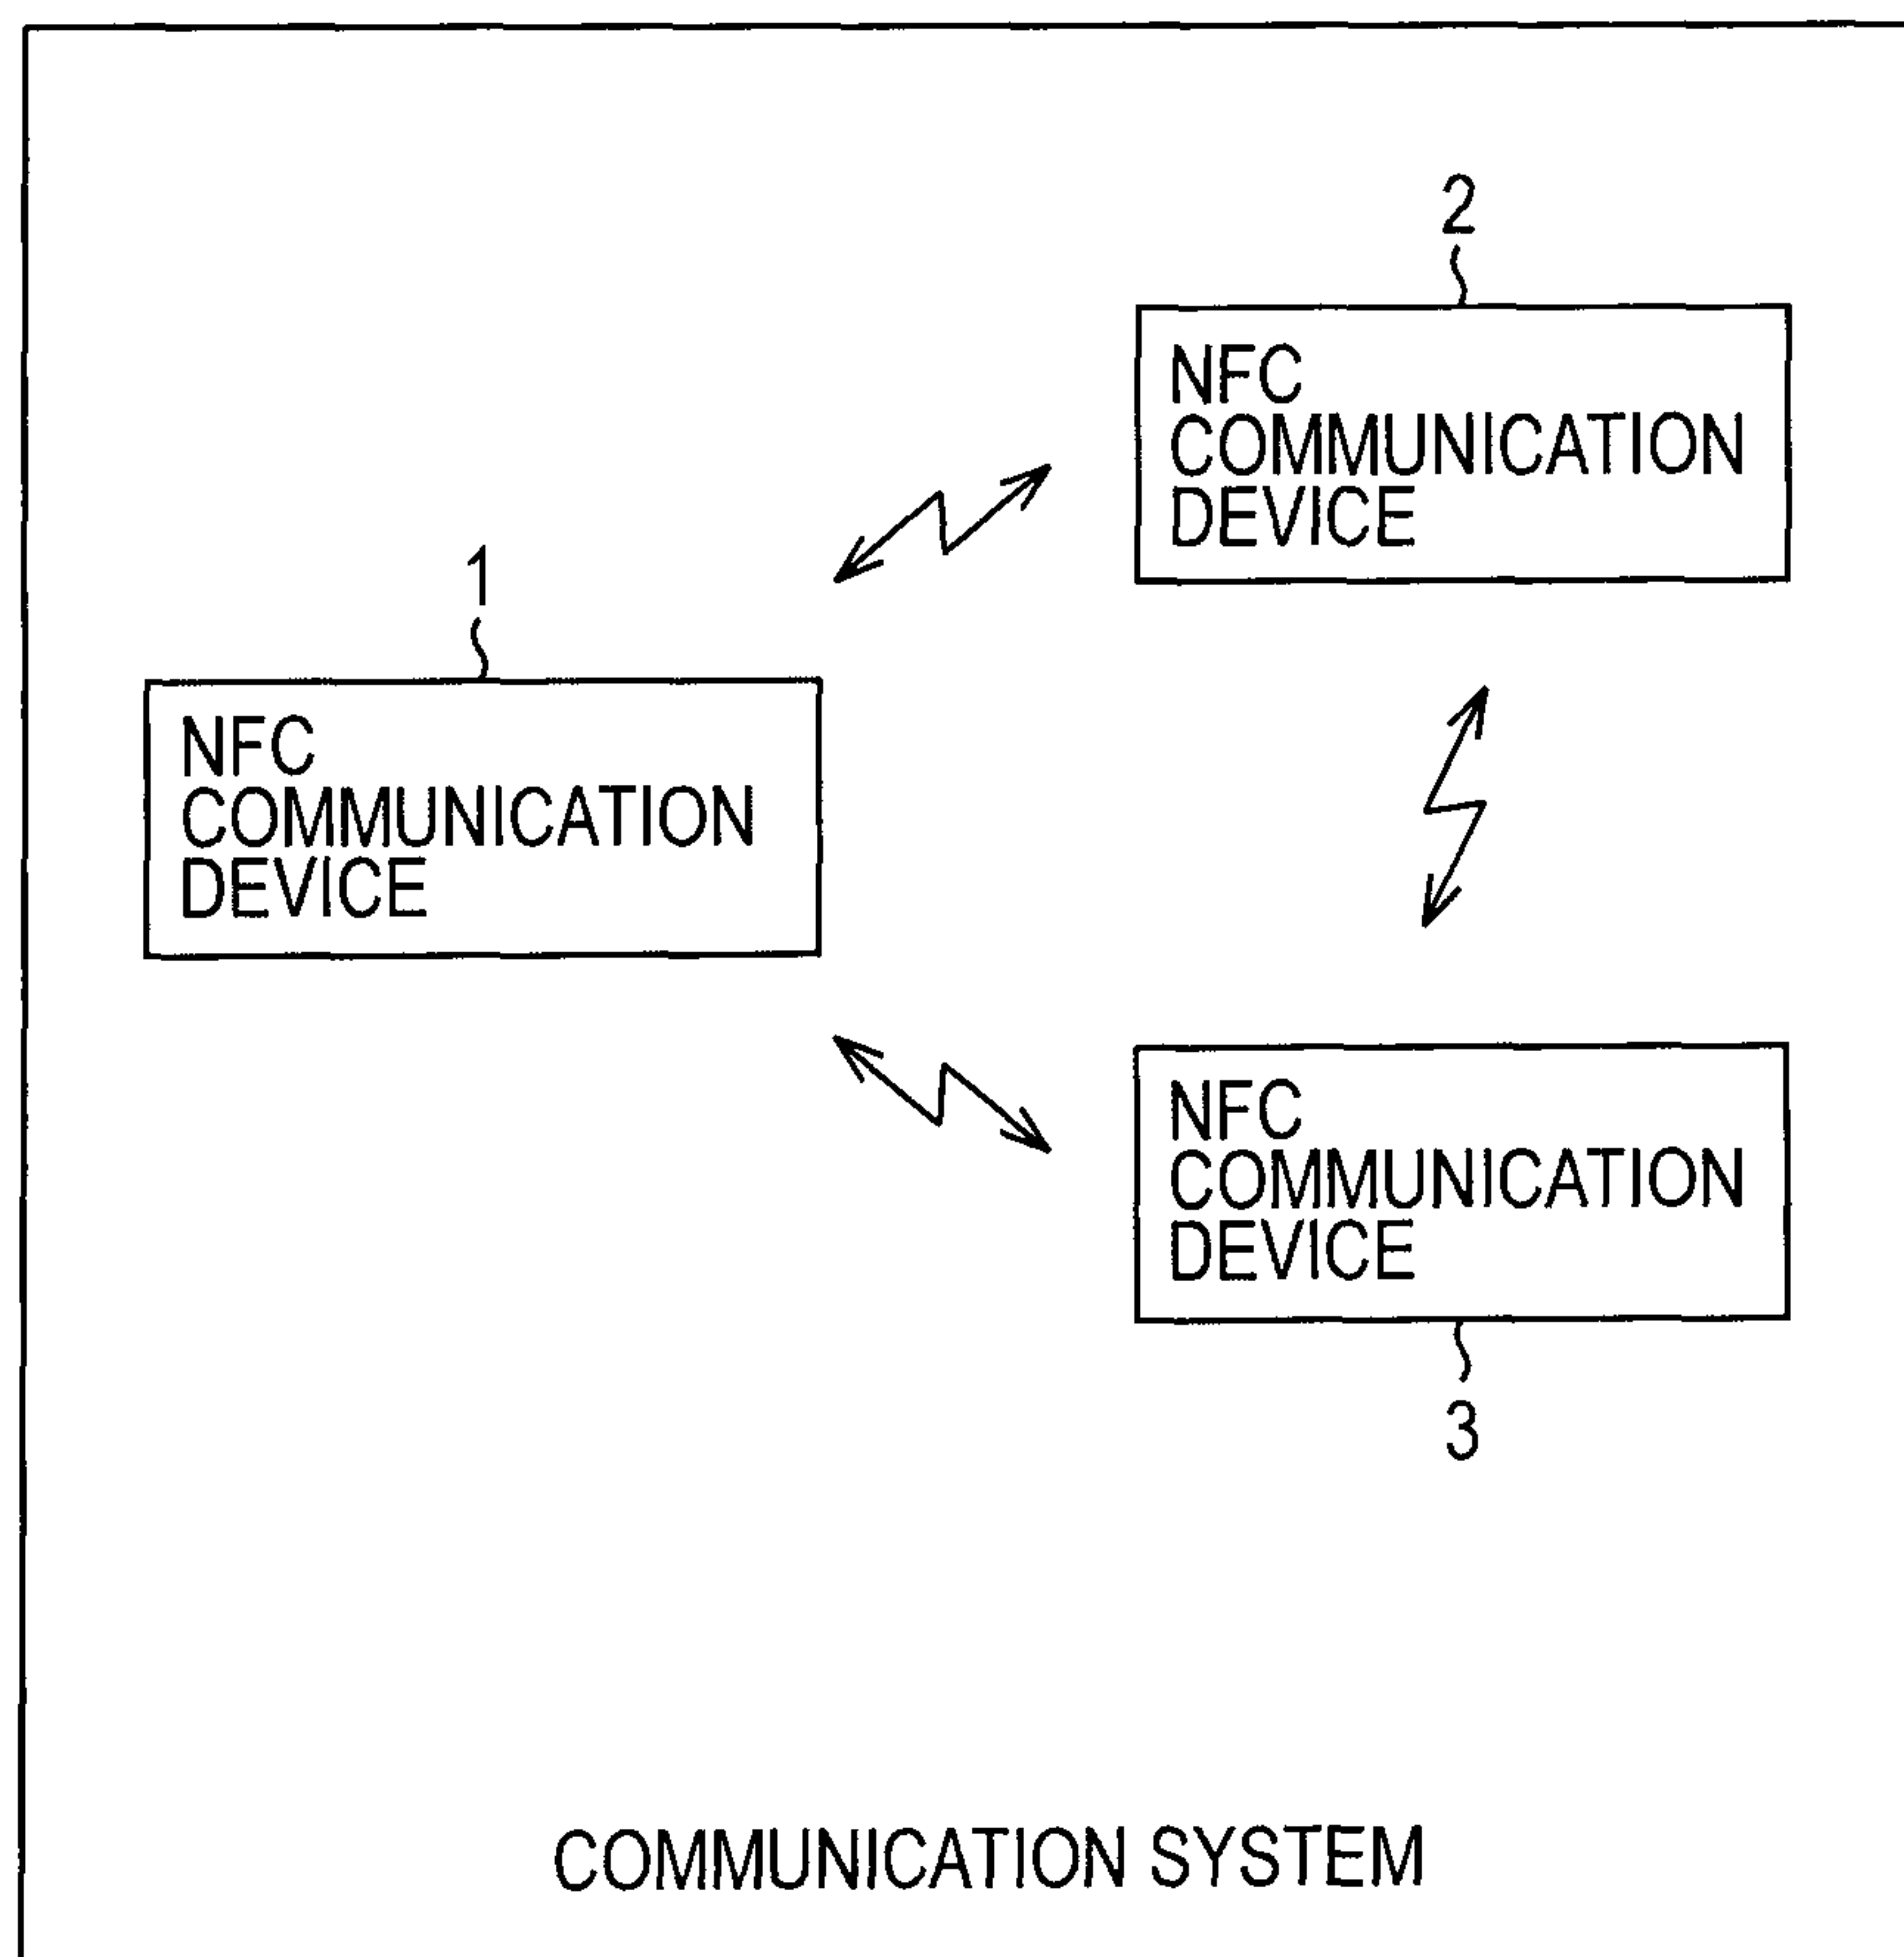 2
NFC
COMMUNICATION
DEVICE
1
NFC
COMMUNICATION
DEVICE
NFC
COMMUNICATION
DEVICE
3
COMMUNICATION SYSTEM